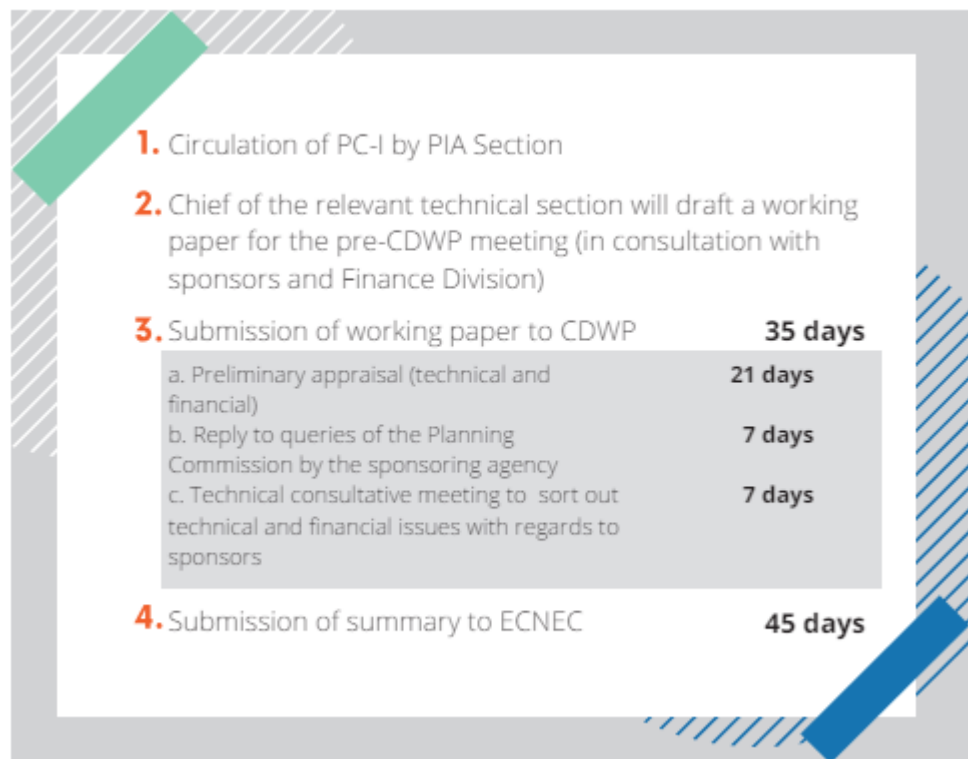 1. Circulation of PC-I by PIA Section
2. Chief of the relevant technical section will draft a working
paper for the pre-CDWP meeting (in consultation with
sponsors and Finance Division)
3. Submission of working paper to CDWP 35 days
a. Preliminary appraisal (technical and 21 days
financial)
b. Reply to queries of the Planning 7 days
Commission by the sponsoring agency
c. Technical consultative meeting to sort out 7 days
technical and financial issues with regards to
sponsors
4. Submission of summary to ECNEC 45 days